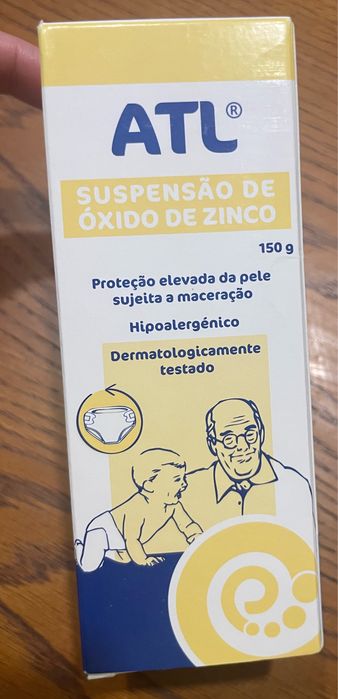 ATL®
SUSPENSÃO DE
ÓXIDO DE ZINCO
150 g
Proteção elevada da pele
sujeita a maceração
Hipoalergénico
Dermatologicamente
testado